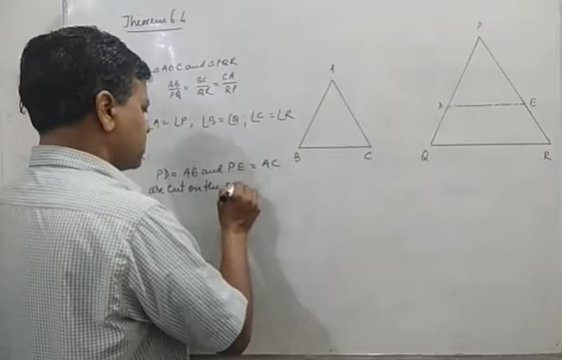 Theorem 6.4
△ABC and △PQR
AB/PQ = BC/QR = CA/RP
A = ∠P, ∠B = ∠Q, ∠C = ∠R
PD = AB and PE = AC
are cut on the
A
B C
P
D E
Q R